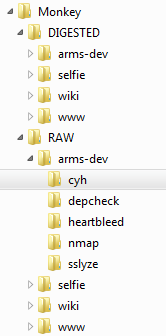 Monkey
DIGESTED
arms-dev
selfie
wiki
www
RAW
arms-dev
cyh
depcheck
heartbleed
nmap
sslyze
selfie
wiki
www